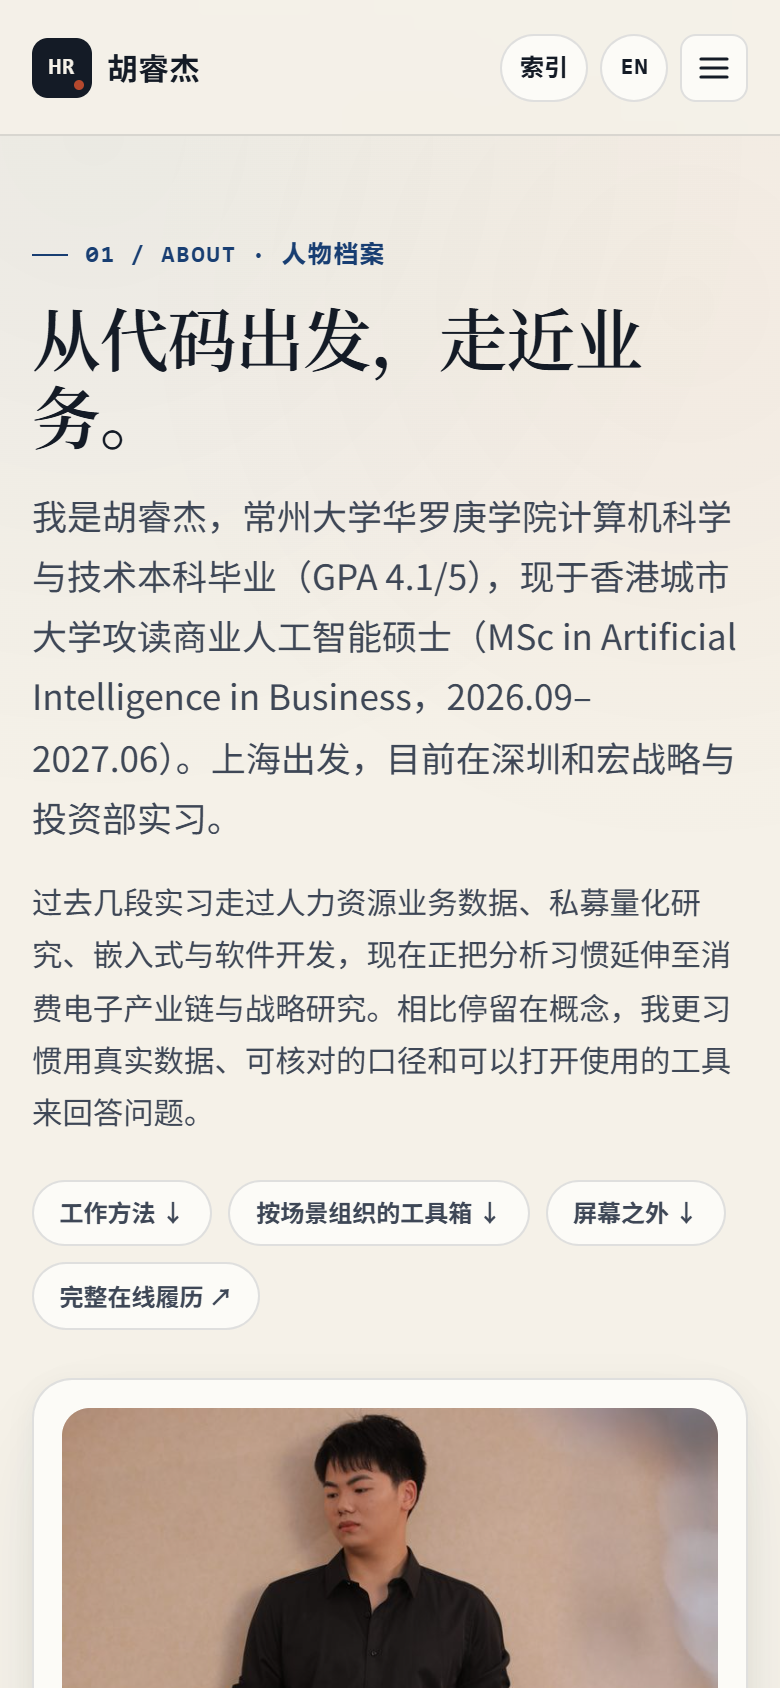 HR
胡睿杰
索引
EN
01 / ABOUT · 人物档案
从代码出发，走近业
务。
我是胡睿杰，常州大学华罗庚学院计算机科学
与技术本科毕业（GPA 4.1/5），现于香港城市
大学攻读商业人工智能硕士（MSc in Artificial
Intelligence in Business，2026.09–
2027.06）。上海出发，目前在深圳和宏战略与
投资部实习。
过去几段实习走过人力资源业务数据、私募量化研
究、嵌入式与软件开发，现在正把分析习惯延伸至消
费电子产业链与战略研究。相比停留在概念，我更习
惯用真实数据、可核对的口径和可以打开使用的工具
来回答问题。
工作方法 ↓
按场景组织的工具箱 ↓
屏幕之外 ↓
完整在线履历 ↗